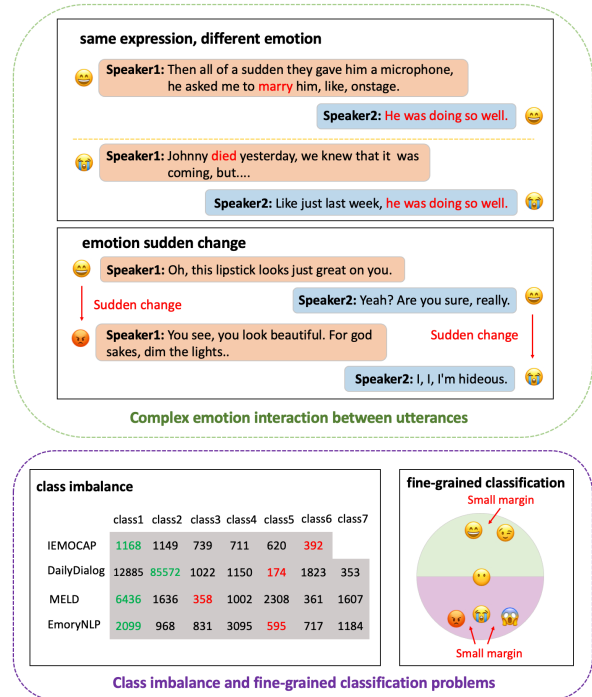 same expression, different emotion
Speaker1: Then all of a sudden they gave him a microphone,
he asked me to marry him, like, onstage.
Speaker2: He was doing so well.
Speaker1: Johnny died yesterday, we knew that it was
coming, but....
Speaker2: Like just last week, he was doing so well.
emotion sudden change
Speaker1: Oh, this lipstick looks just great on you.
Sudden change
Speaker2: Yeah? Are you sure, really.
Speaker1: You see, you look beautiful. For god
sakes, dim the lights..
Sudden change
Speaker2: I, I, I'm hideous.
Complex emotion interaction between utterances
class imbalance
class1 class2 class3 class4 class5 class6 class7
IEMOCAP 1168 1149 739 711 620 392
DailyDialog 12885 85572 1022 1150 174 1823 353
MELD 6436 1636 358 1002 2308 361 1607
EmoryNLP 2099 968 831 3095 595 717 1184
fine-grained classification
Small margin
Small margin
Class imbalance and fine-grained classification problems